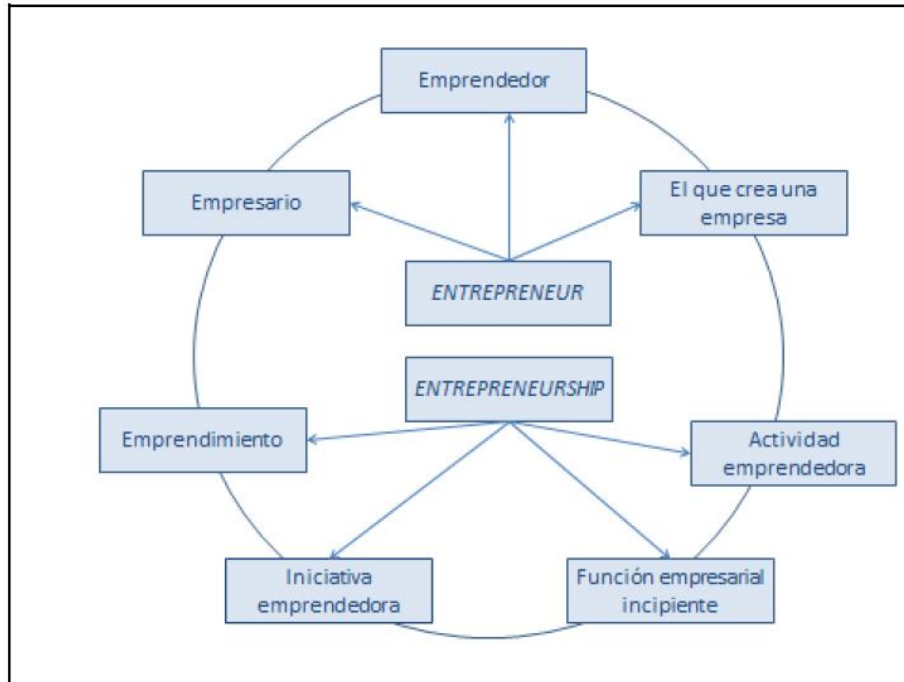 Emprendedor
Empresario
El que crea una
empresa
ENTREPRENEUR
ENTREPRENEURSHIP
Emprendimiento
Actividad
emprendedora
Iniciativa
emprendedora
Función empresarial
incipiente